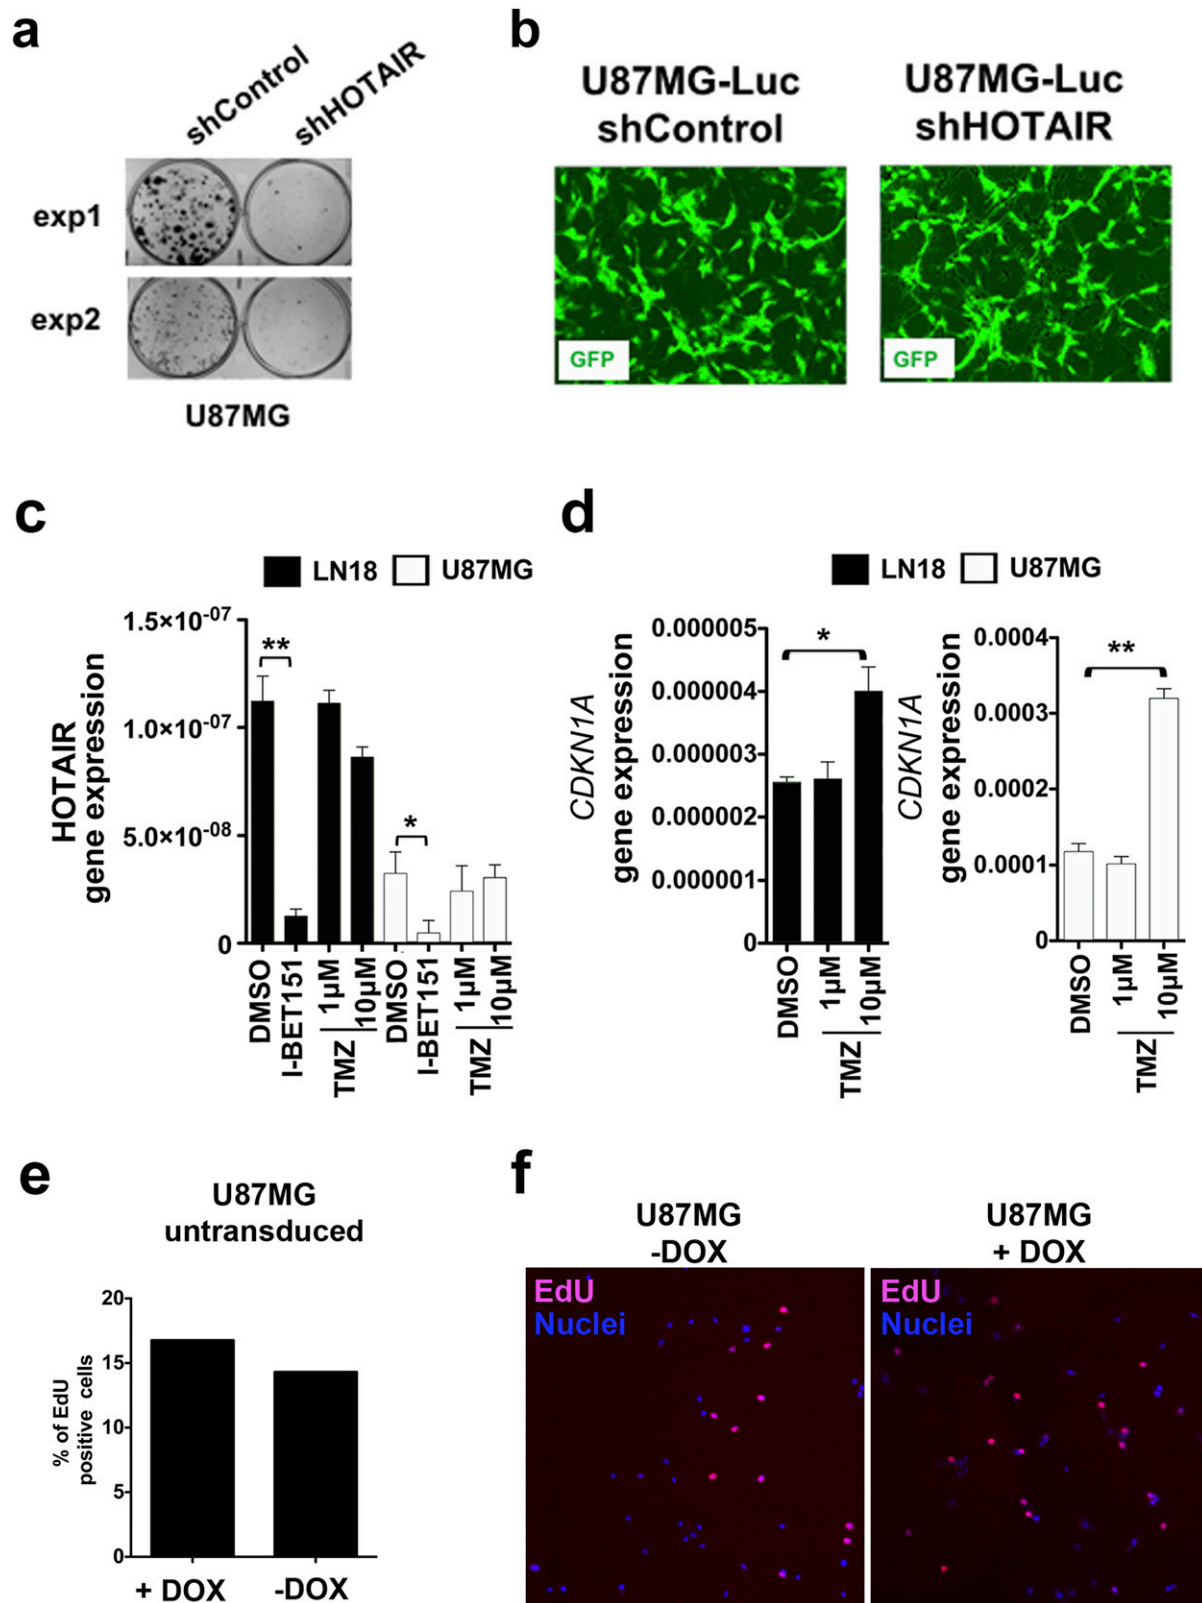 a
shControl
shHOTAIR
exp1
exp2
U87MG
b
U87MG-Luc
shControl
U87MG-Luc
shHOTAIR
GFP
GFP
c
LN18
U87MG
HOTAIR
gene expression
1.5×10-07
1.0×10-07
5.0×10-08
0
**
*
DMSO
I-BET151
1µM
10µM
TMZ
DMSO
I-BET151
1µM
10µM
TMZ
d
LN18
U87MG
CDKN1A
gene expression
0.000005
0.000004
0.000003
0.000002
0.000001
0
*
DMSO
1µM
10µM
TMZ
CDKN1A
gene expression
0.0004
0.0003
0.0002
0.0001
0
**
DMSO
1µM
10µM
TMZ
e
U87MG
untransduced
% of EdU
positive cells
20
15
10
5
0
+ DOX
-DOX
f
U87MG
-DOX
U87MG
+ DOX
EdU
Nuclei
EdU
Nuclei